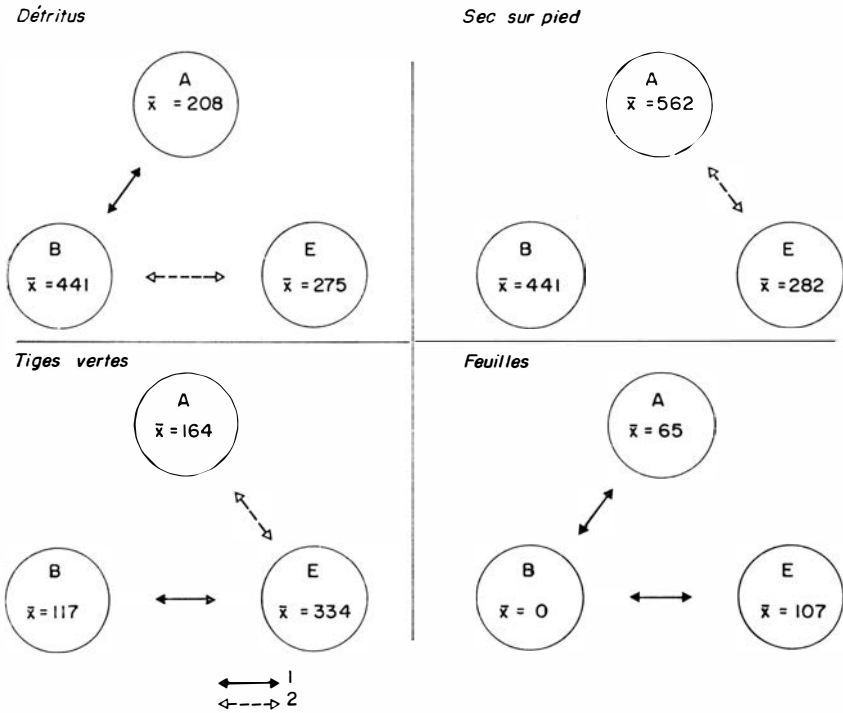 Détritus
A
x̄ = 208
B
x̄ = 441
E
x̄ = 275
Sec sur pied
A
x̄ = 562
B
x̄ = 441
E
x̄ = 282
Tiges vertes
A
x̄ = 164
B
x̄ = 117
E
x̄ = 334
Feuilles
A
x̄ = 65
B
x̄ = 0
E
x̄ = 107
1
2